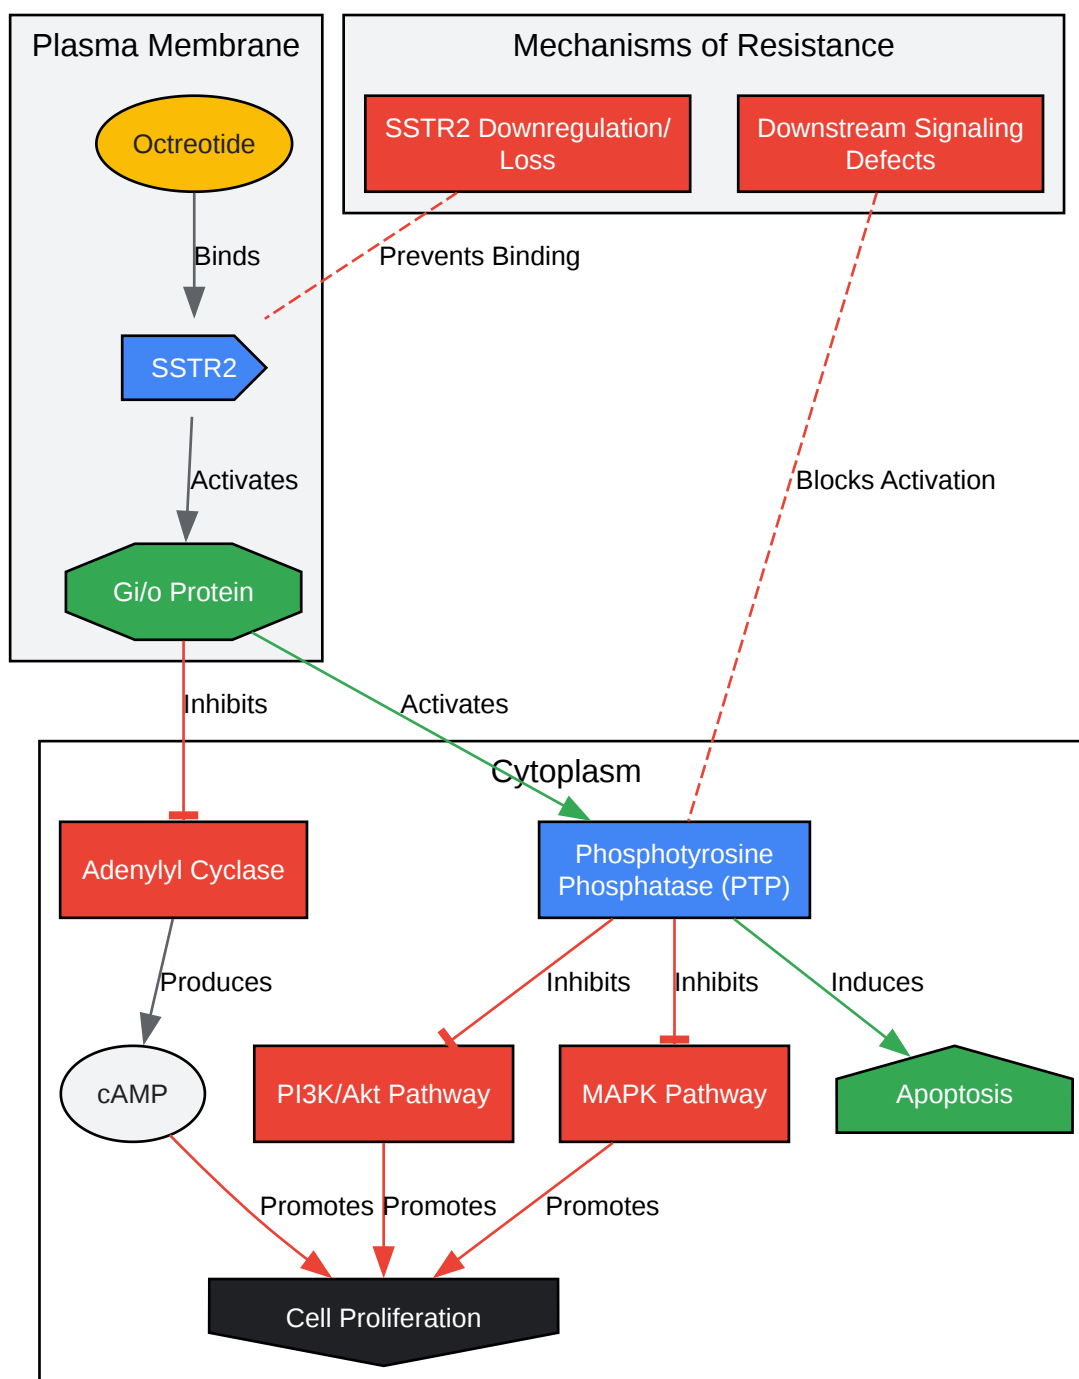 Plasma Membrane
Mechanisms of Resistance
Octreotide
SSTR2 Downregulation/
Loss
Downstream Signaling
Defects
Binds
Prevents Binding
SSTR2
Activates
Blocks Activation
Gi/o Protein
Inhibits
Activates
Cytoplasm
Adenylyl Cyclase
Phosphotyrosine
Phosphatase (PTP)
Produces
Inhibits
Inhibits
Induces
cAMP
PI3K/Akt Pathway
MAPK Pathway
Apoptosis
Promotes
Promotes
Promotes
Cell Proliferation